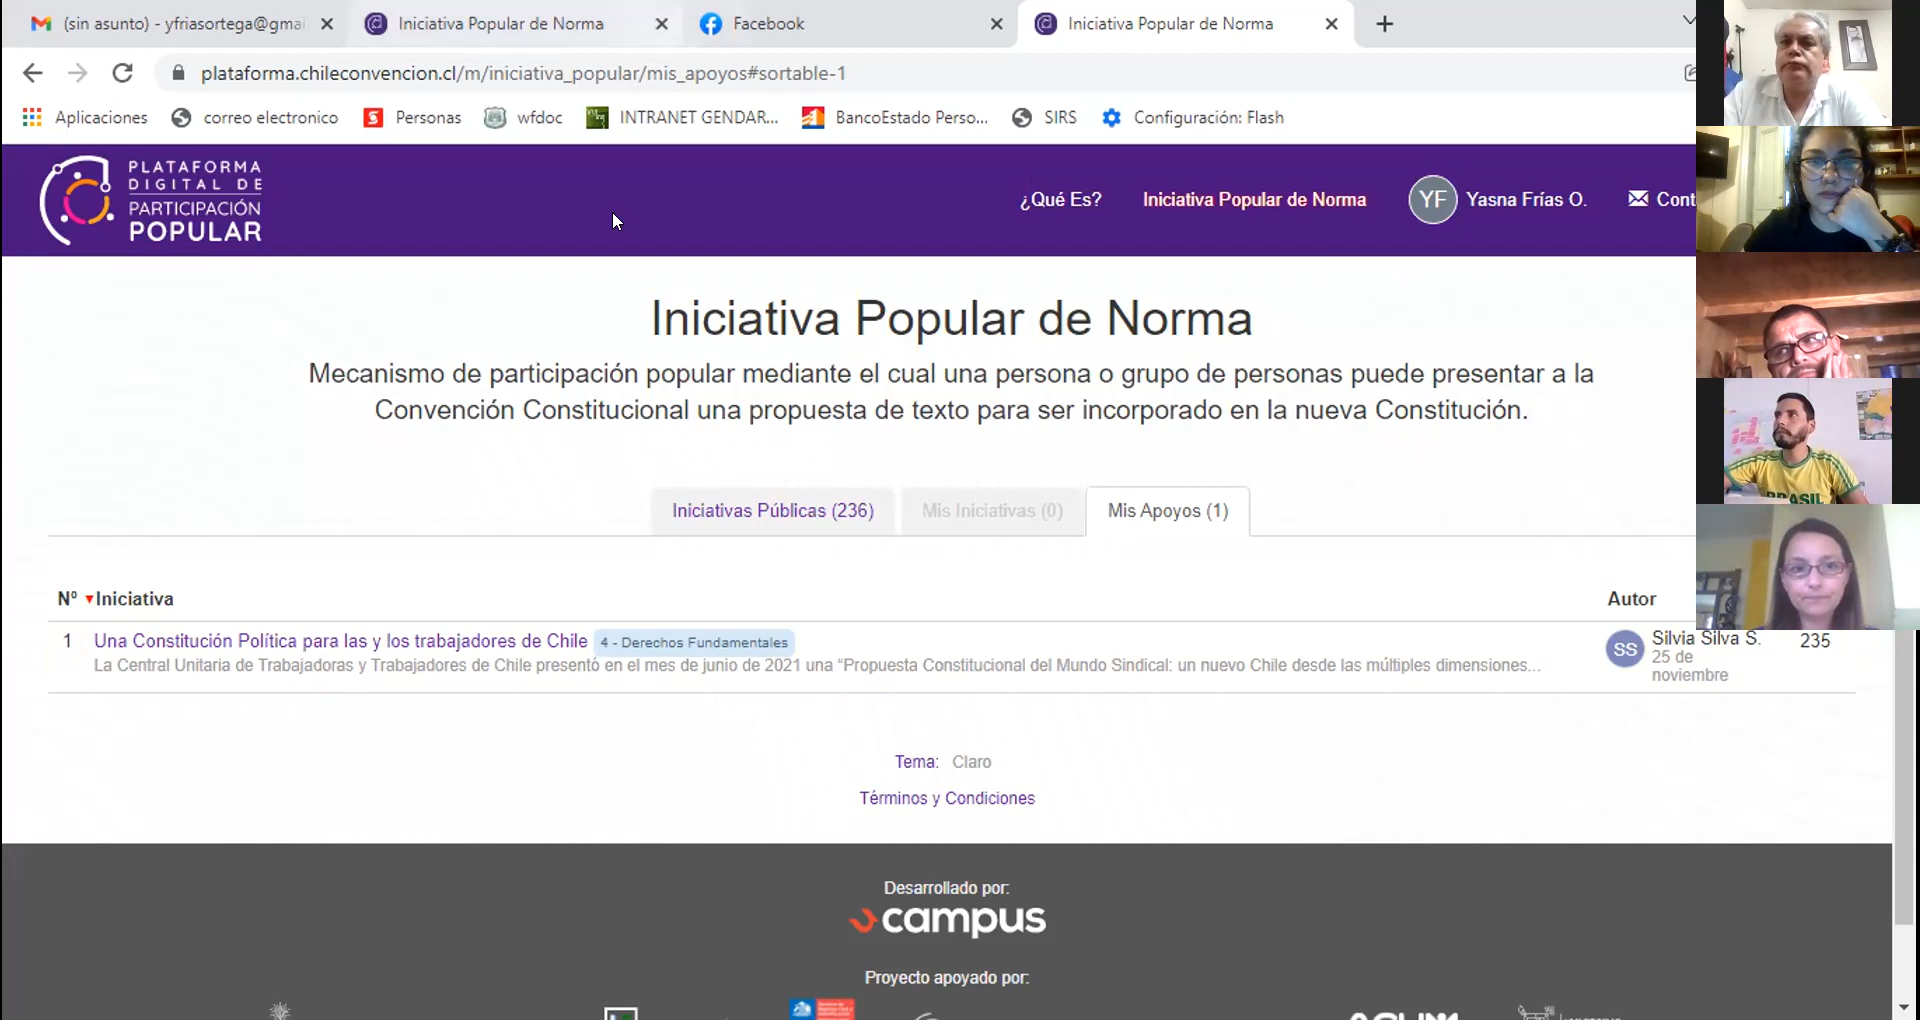 (sin asunto) - yfriasortega@gmai
Iniciativa Popular de Norma
Facebook
Iniciativa Popular de Norma
plataforma.chileconvencion.cl/m/iniciativa_popular/mis_apoyos#sortable-1
Aplicaciones
correo electronico
Personas
wfdoc
INTRANET GENDAR...
BancoEstado Perso...
SIRS
Configuración: Flash
PLATAFORMA
DIGITAL DE
PARTICIPACIÓN
POPULAR
¿Qué Es?
Iniciativa Popular de Norma
YF
Yasna Frías O.
Cont
Iniciativa Popular de Norma
Mecanismo de participación popular mediante el cual una persona o grupo de personas puede presentar a la
Convención Constitucional una propuesta de texto para ser incorporado en la nueva Constitución.
Iniciativas Públicas (236)
Mis Iniciativas (0)
Mis Apoyos (1)
Nº
Iniciativa
Autor
1
Una Constitución Política para las y los trabajadores de Chile
4 - Derechos Fundamentales
La Central Unitaria de Trabajadoras y Trabajadores de Chile presentó en el mes de junio de 2021 una “Propuesta Constitucional del Mundo Sindical: un nuevo Chile desde las múltiples dimensiones...
SS
Silvia Silva S.
25 de
noviembre
235
BRASIL
Tema: Claro
Términos y Condiciones
Desarrollado por:
campus
Proyecto apoyado por: